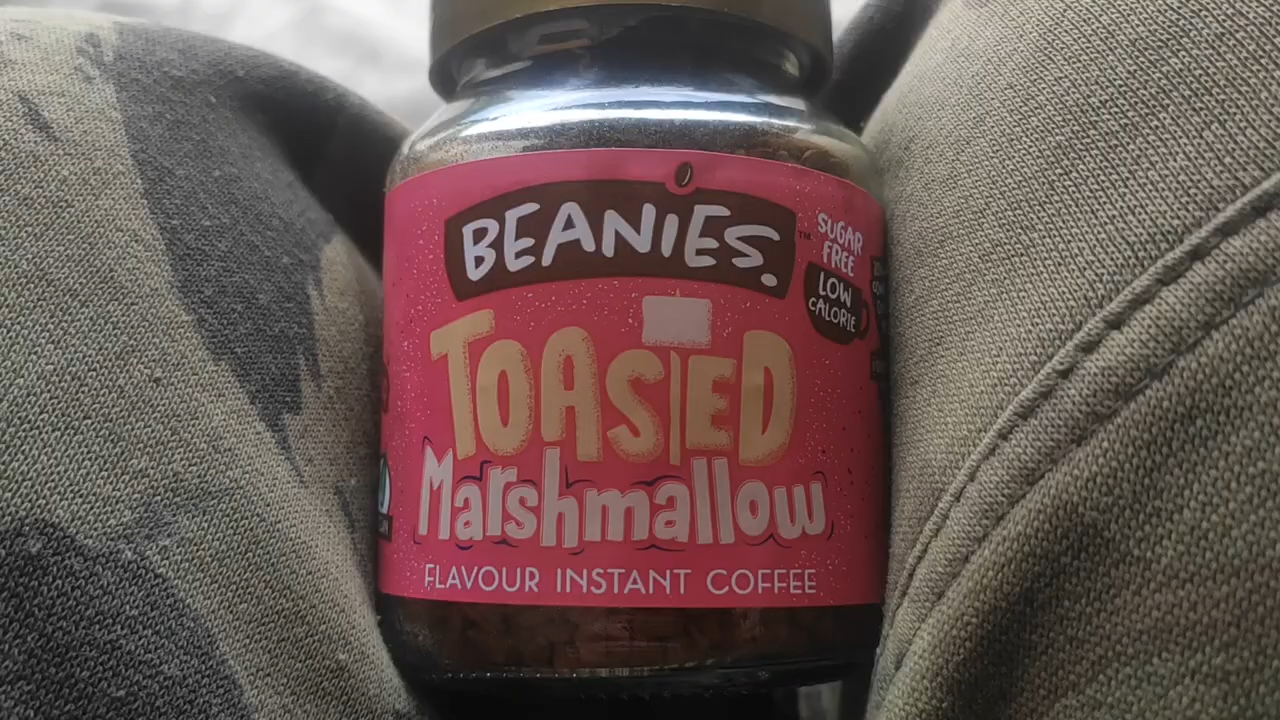 BEANIES.
TM
SUGAR
FREE
LOW
CALORIE
TOASTED
Marshmallow
FLAVOUR INSTANT COFFEE